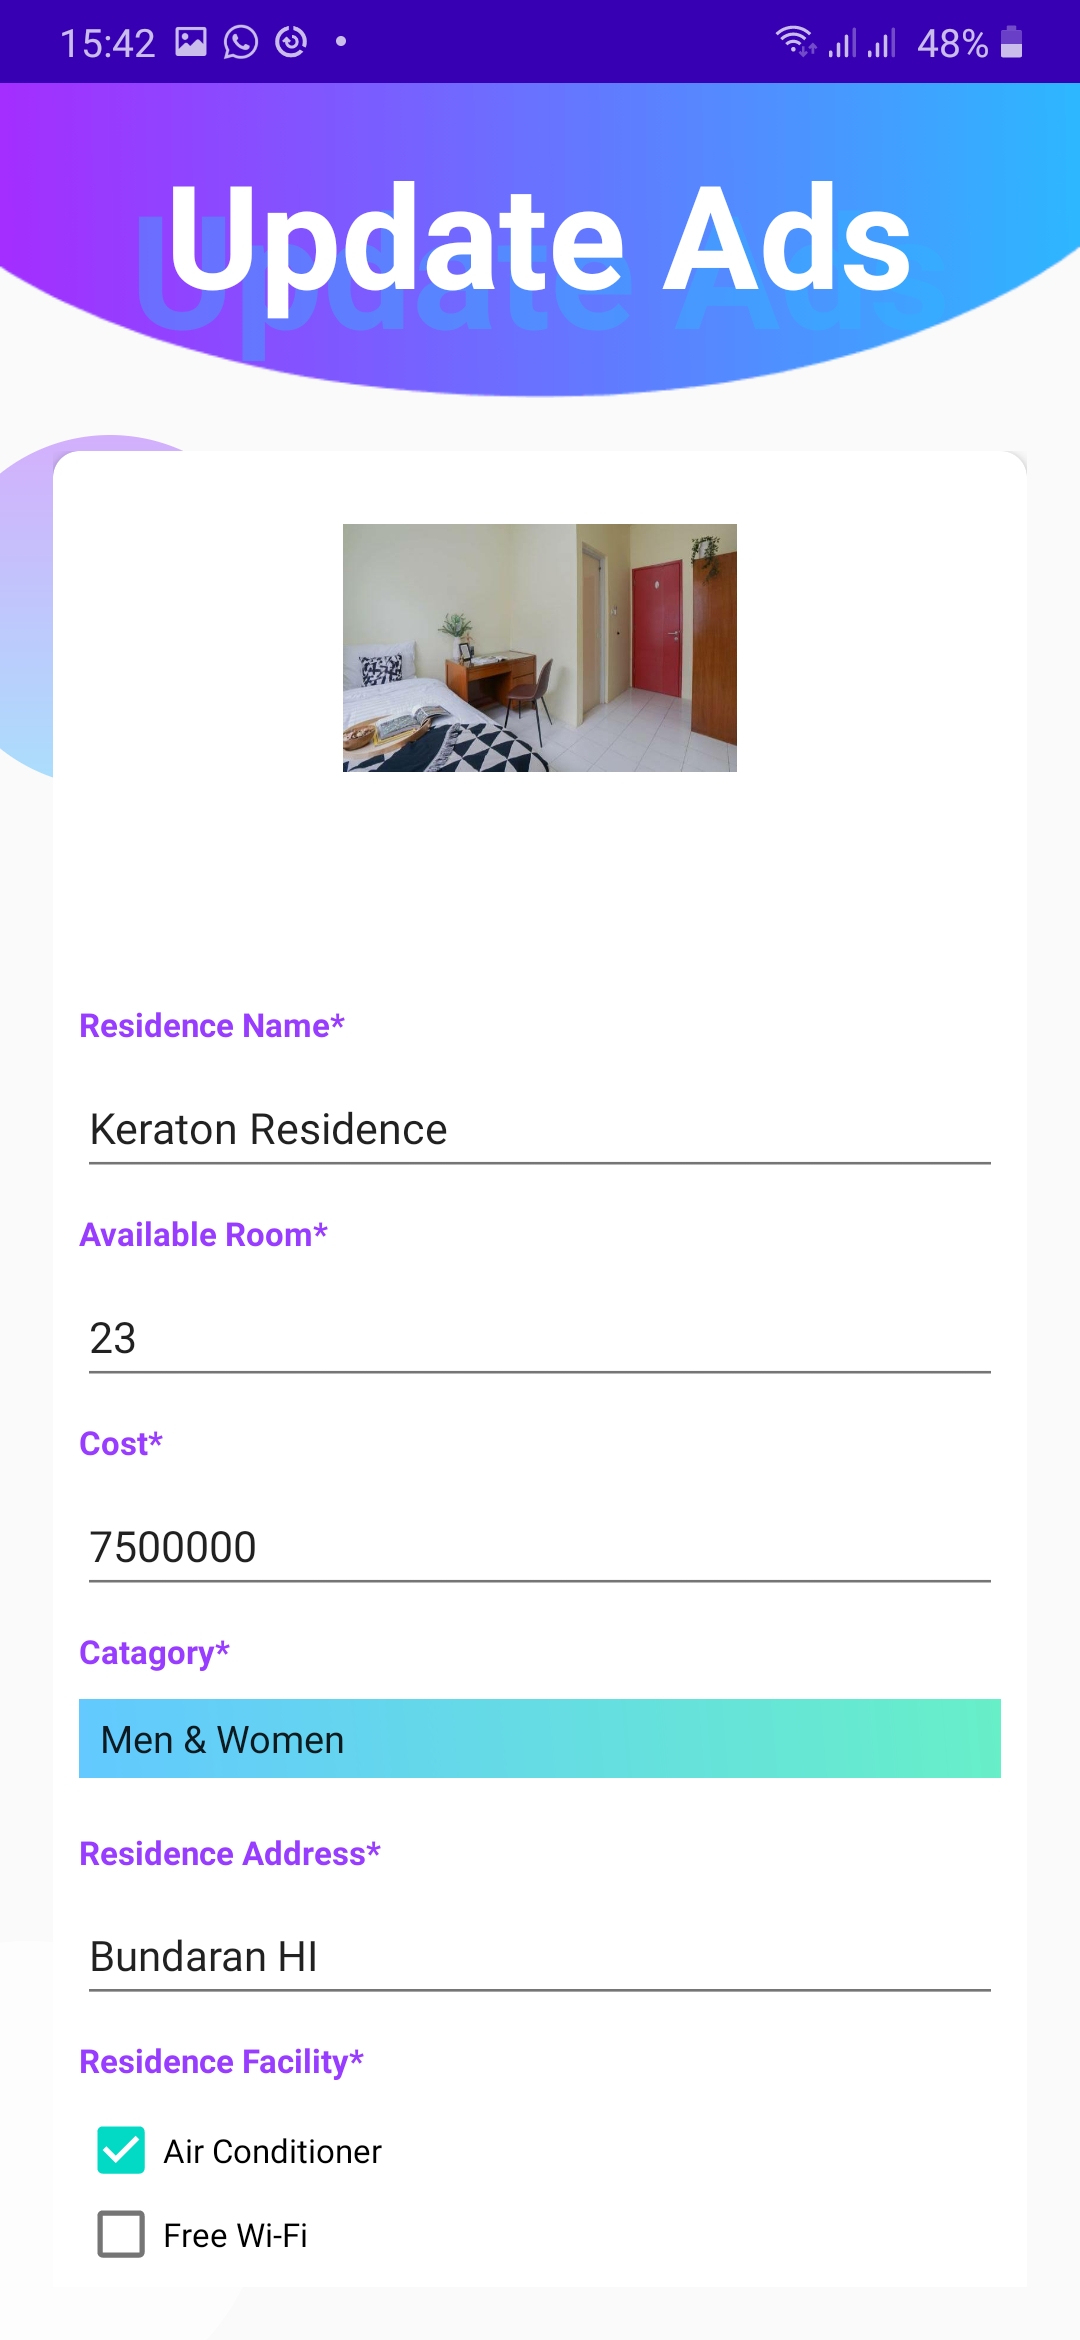 15:42 48%
Update Ads
Residence Name*
Keraton Residence
Available Room*
23
Cost*
7500000
Catagory*
Men & Women
Residence Address*
Bundaran HI
Residence Facility*
Air Conditioner
Free Wi-Fi